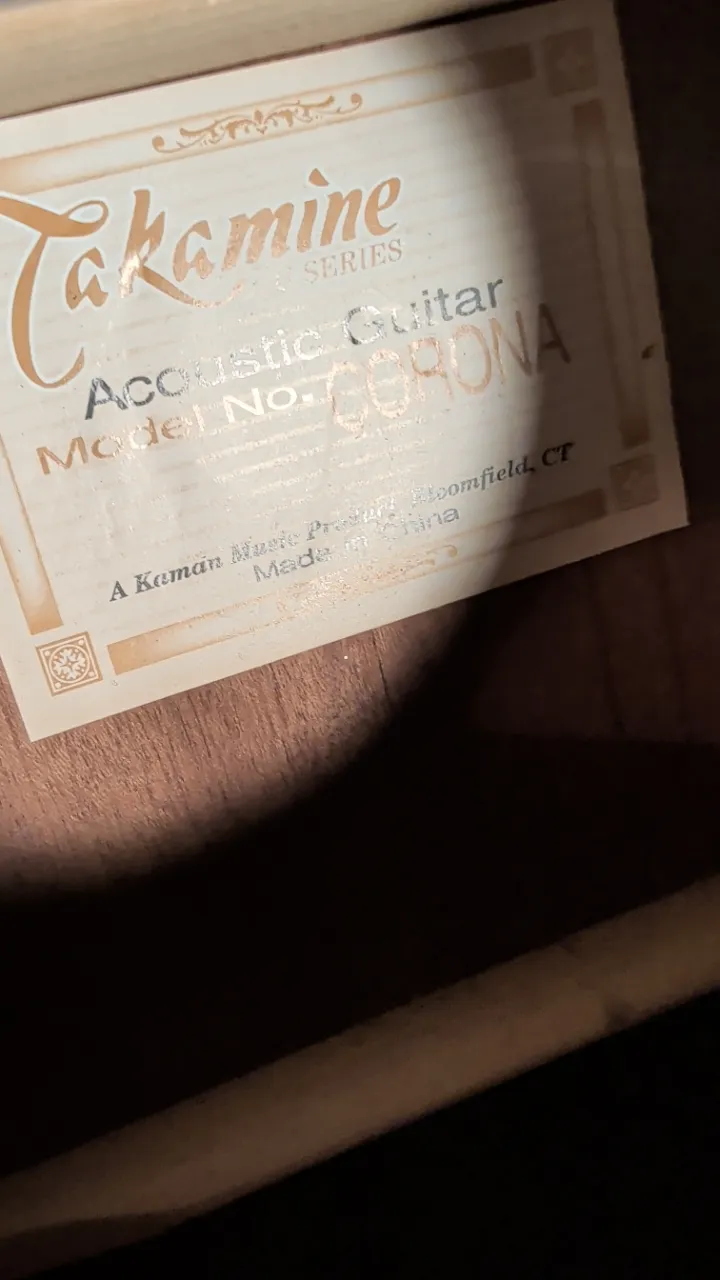 Takamine
SERIES
Acoustic Guitar
Model No. CORONA
A Kaman Music Product, Bloomfield, CT
Made in China